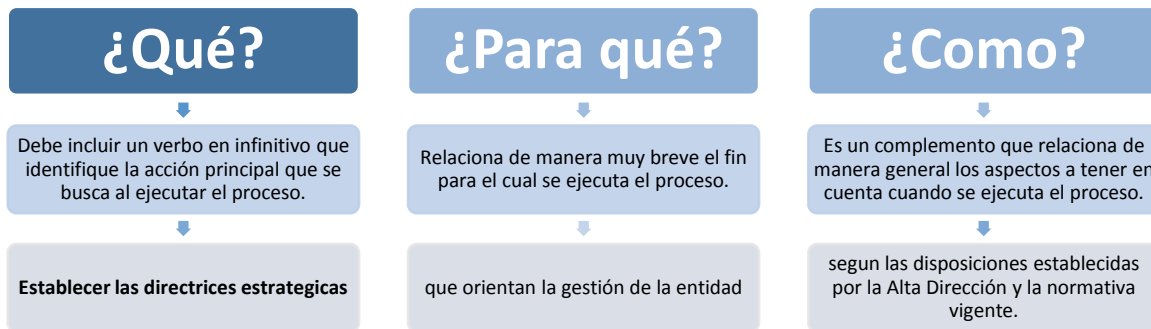 ¿Qué?
Debe incluir un verbo en infinitivo que
identifique la acción principal que se
busca al ejecutar el proceso.
Establecer las directrices estrategicas
¿Para qué?
Relaciona de manera muy breve el fin
para el cual se ejecuta el proceso.
que orientan la gestión de la entidad
¿Como?
Es un complemento que relaciona de
manera general los aspectos a tener en
cuenta cuando se ejecuta el proceso.
segun las disposiciones establecidas
por la Alta Dirección y la normativa
vigente.